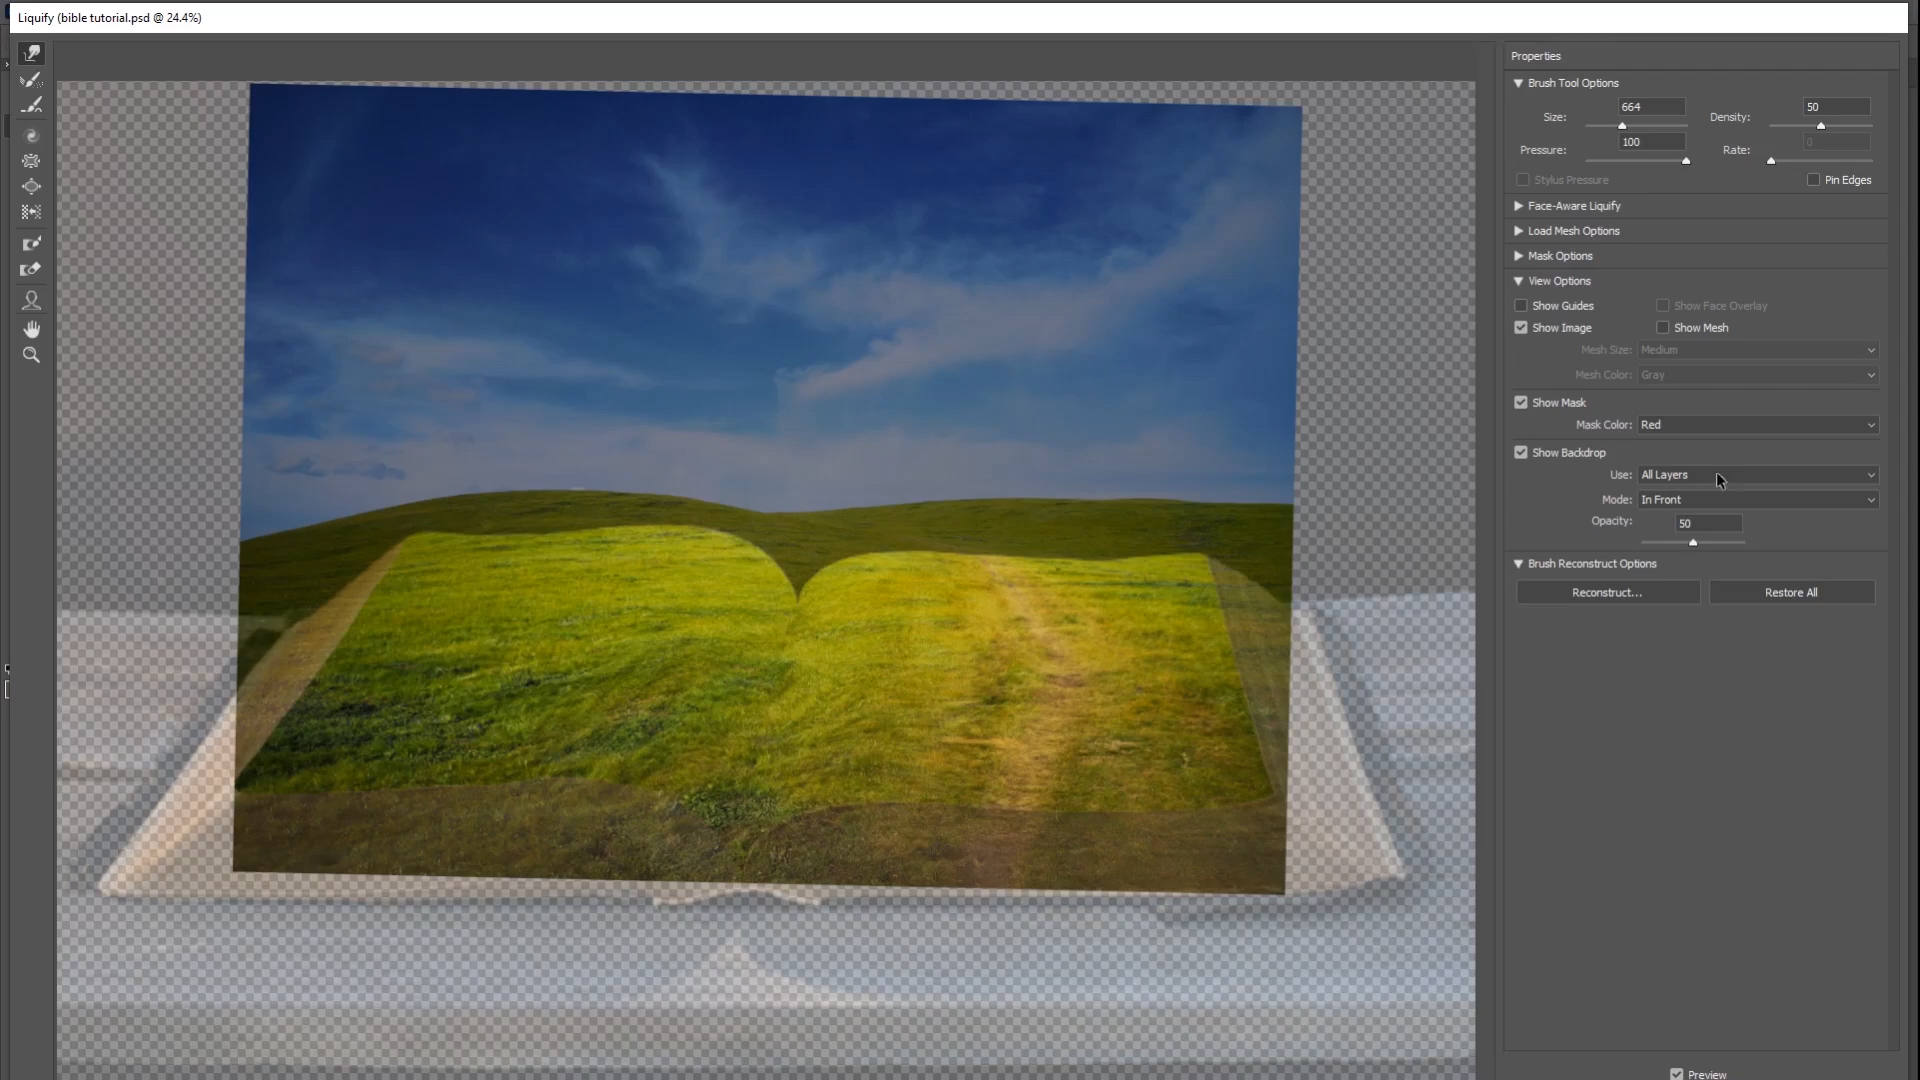 Liquify (bible tutorial.psd @ 24.4%)
Properties
Brush Tool Options
Size: 664 Density: 50
Pressure: 100 Rate: 0
Stylus Pressure Pin Edges
Face-Aware Liquify
Load Mesh Options
Mask Options
View Options
Show Guides Show Face Overlay
Show Image Show Mesh
Mesh Size: Medium
Mesh Color: Gray
Show Mask
Mask Color: Red
Show Backdrop
Use: All Layers
Mode: In Front
Opacity: 50
Brush Reconstruct Options
Reconstruct... Restore All
Preview